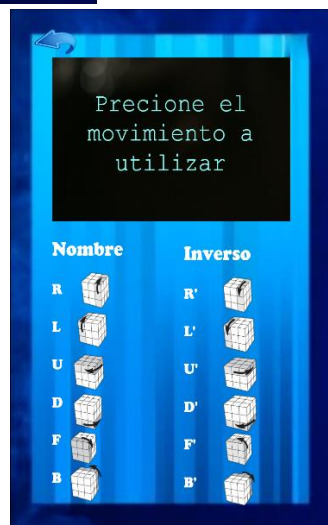 Precione el
movimiento a
utilizar
Nombre Inverso
R R'
L L'
U U'
D D'
F F'
B B'